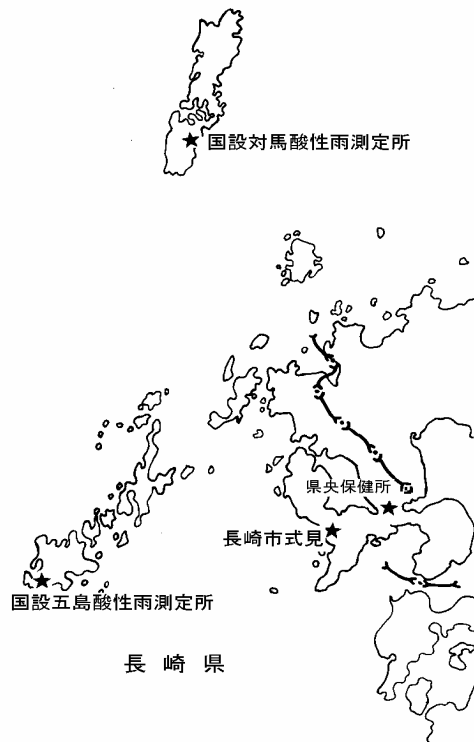 国設対馬酸性雨測定所
県央保健所
長崎市式見
国設五島酸性雨測定所
長崎県